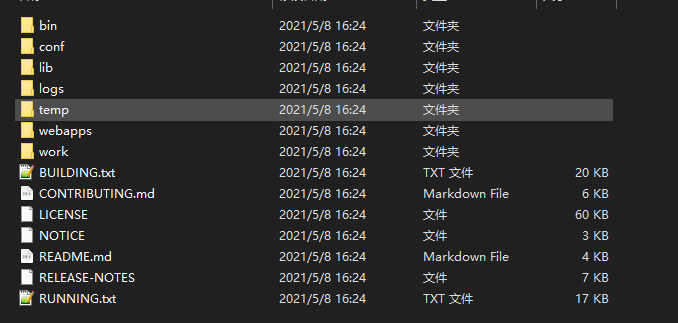 bin 2021/5/8 16:24 文件夹
conf 2021/5/8 16:24 文件夹
lib 2021/5/8 16:24 文件夹
logs 2021/5/8 16:24 文件夹
temp 2021/5/8 16:24 文件夹
webapps 2021/5/8 16:24 文件夹
work 2021/5/8 16:24 文件夹
BUILDING.txt 2021/5/8 16:24 TXT 文件 20 KB
CONTRIBUTING.md 2021/5/8 16:24 Markdown File 6 KB
LICENSE 2021/5/8 16:24 文件 60 KB
NOTICE 2021/5/8 16:24 文件 3 KB
README.md 2021/5/8 16:24 Markdown File 4 KB
RELEASE-NOTES 2021/5/8 16:24 文件 7 KB
RUNNING.txt 2021/5/8 16:24 TXT 文件 17 KB